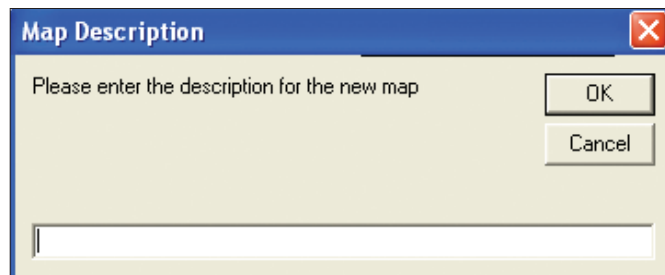 Map Description
Please enter the description for the new map
OK
Cancel